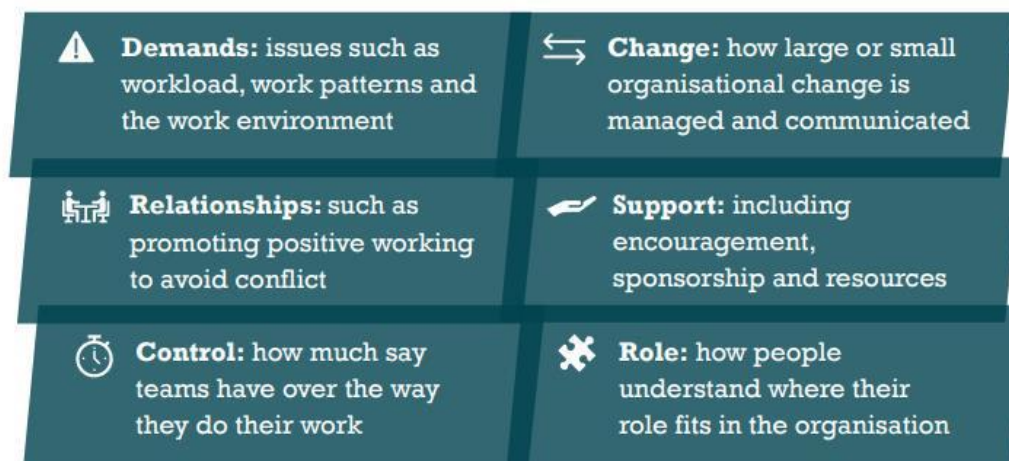 Demands: issues such as
workload, work patterns and
the work environment
Change: how large or small
organisational change is
managed and communicated
Relationships: such as
promoting positive working
to avoid conflict
Support: including
encouragement,
sponsorship and resources
Control: how much say
teams have over the way
they do their work
Role: how people
understand where their
role fits in the organisation